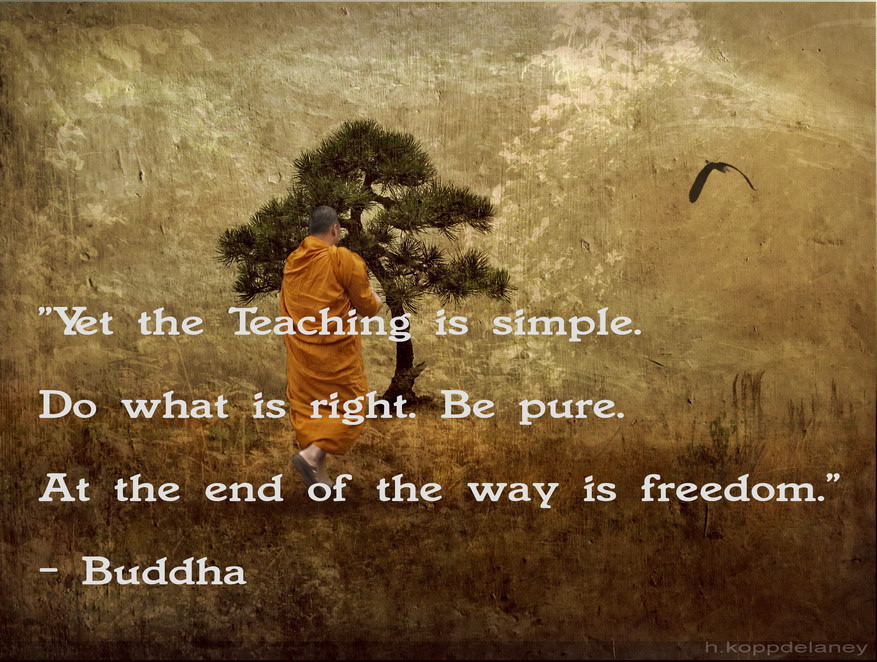 "Yet the Teaching is simple.
Do what is right. Be pure.
At the end of the way is freedom."
- Buddha
h.koppdelaney